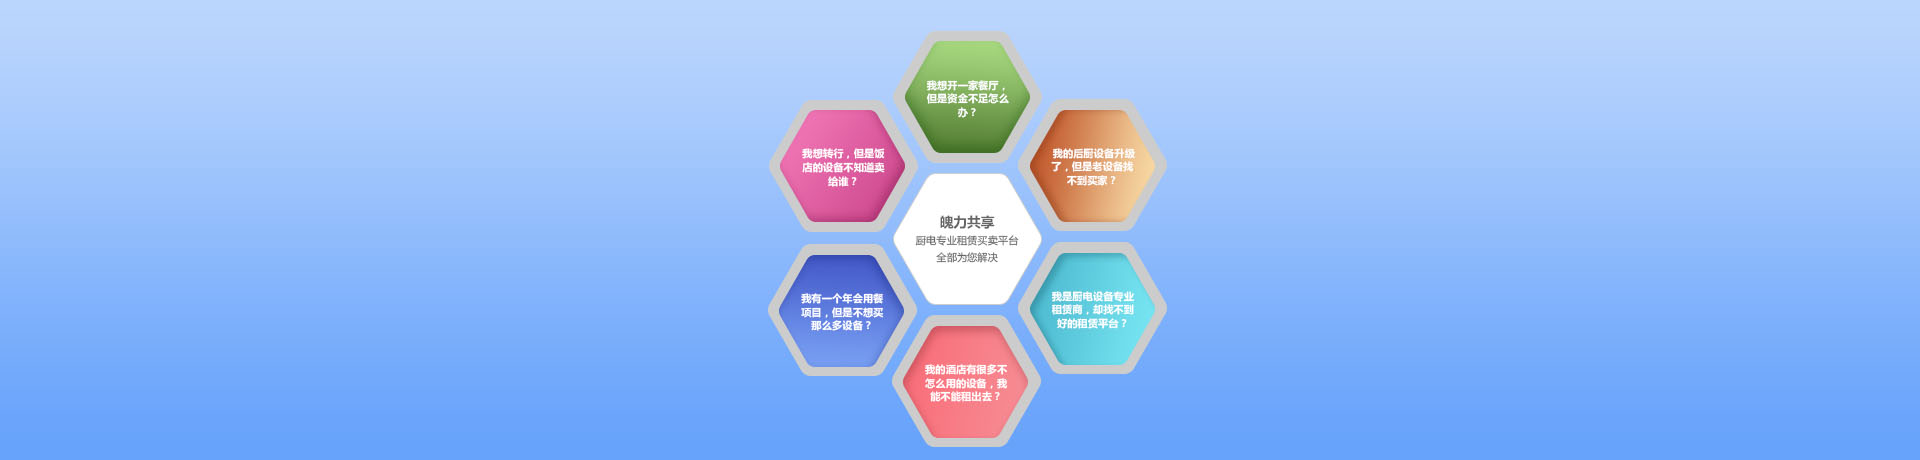 我想开一家餐厅，
但是资金不足怎么
办？
我想转行，但是饭
店的设备不知道卖
给谁？
我的后厨设备升级
了，但是老设备找
不到买家？
魄力共享
厨电专业租赁买卖平台
全部为您解决
我有一个年会用餐
项目，但是不想买
那么多设备？
我是厨电设备专业
租赁商，却找不到
好的租赁平台？
我的酒店有很多不
怎么用的设备，我
能不能租出去？